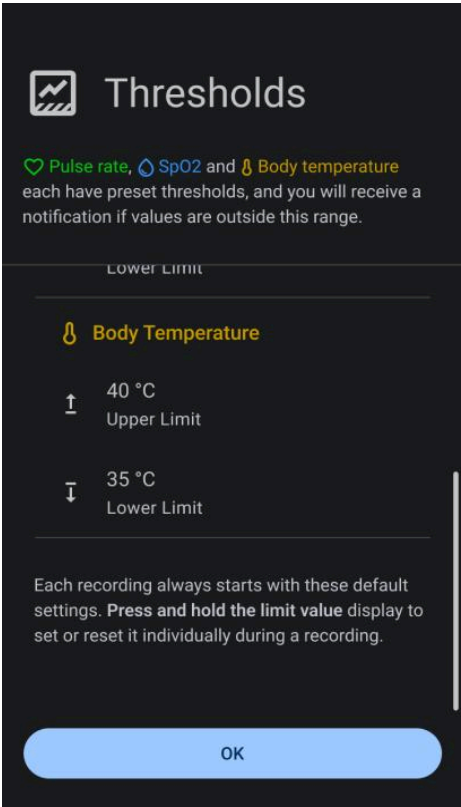 Thresholds
Pulse rate, SpO2 and Body temperature
each have preset thresholds, and you will receive a
notification if values are outside this range.
Lower Limit
Body Temperature
40 °C
Upper Limit
35 °C
Lower Limit
Each recording always starts with these default
settings. Press and hold the limit value display to
set or reset it individually during a recording.
OK